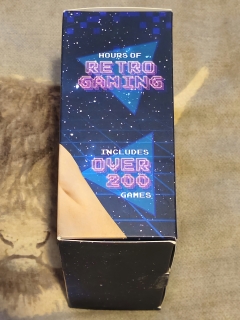 HOURS OF
RETRO
GAMING
INCLUDES
OVER
200
GAMES